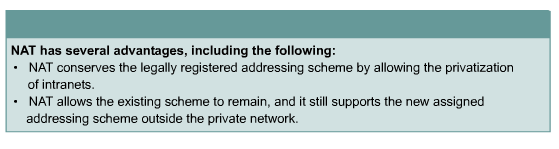 NAT has several advantages, including the following:
• NAT conserves the legally registered addressing scheme by allowing the privatization
of intranets.
• NAT allows the existing scheme to remain, and it still supports the new assigned
addressing scheme outside the private network.